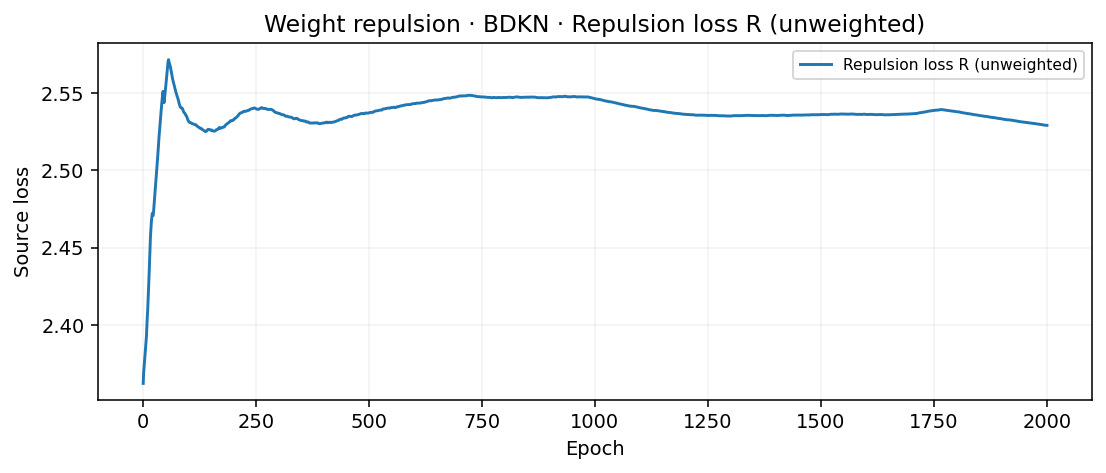 Weight repulsion · BDKN · Repulsion loss R (unweighted)
Repulsion loss R (unweighted)
Source loss
2.55
2.50
2.45
2.40
0 250 500 750 1000 1250 1500 1750 2000
Epoch